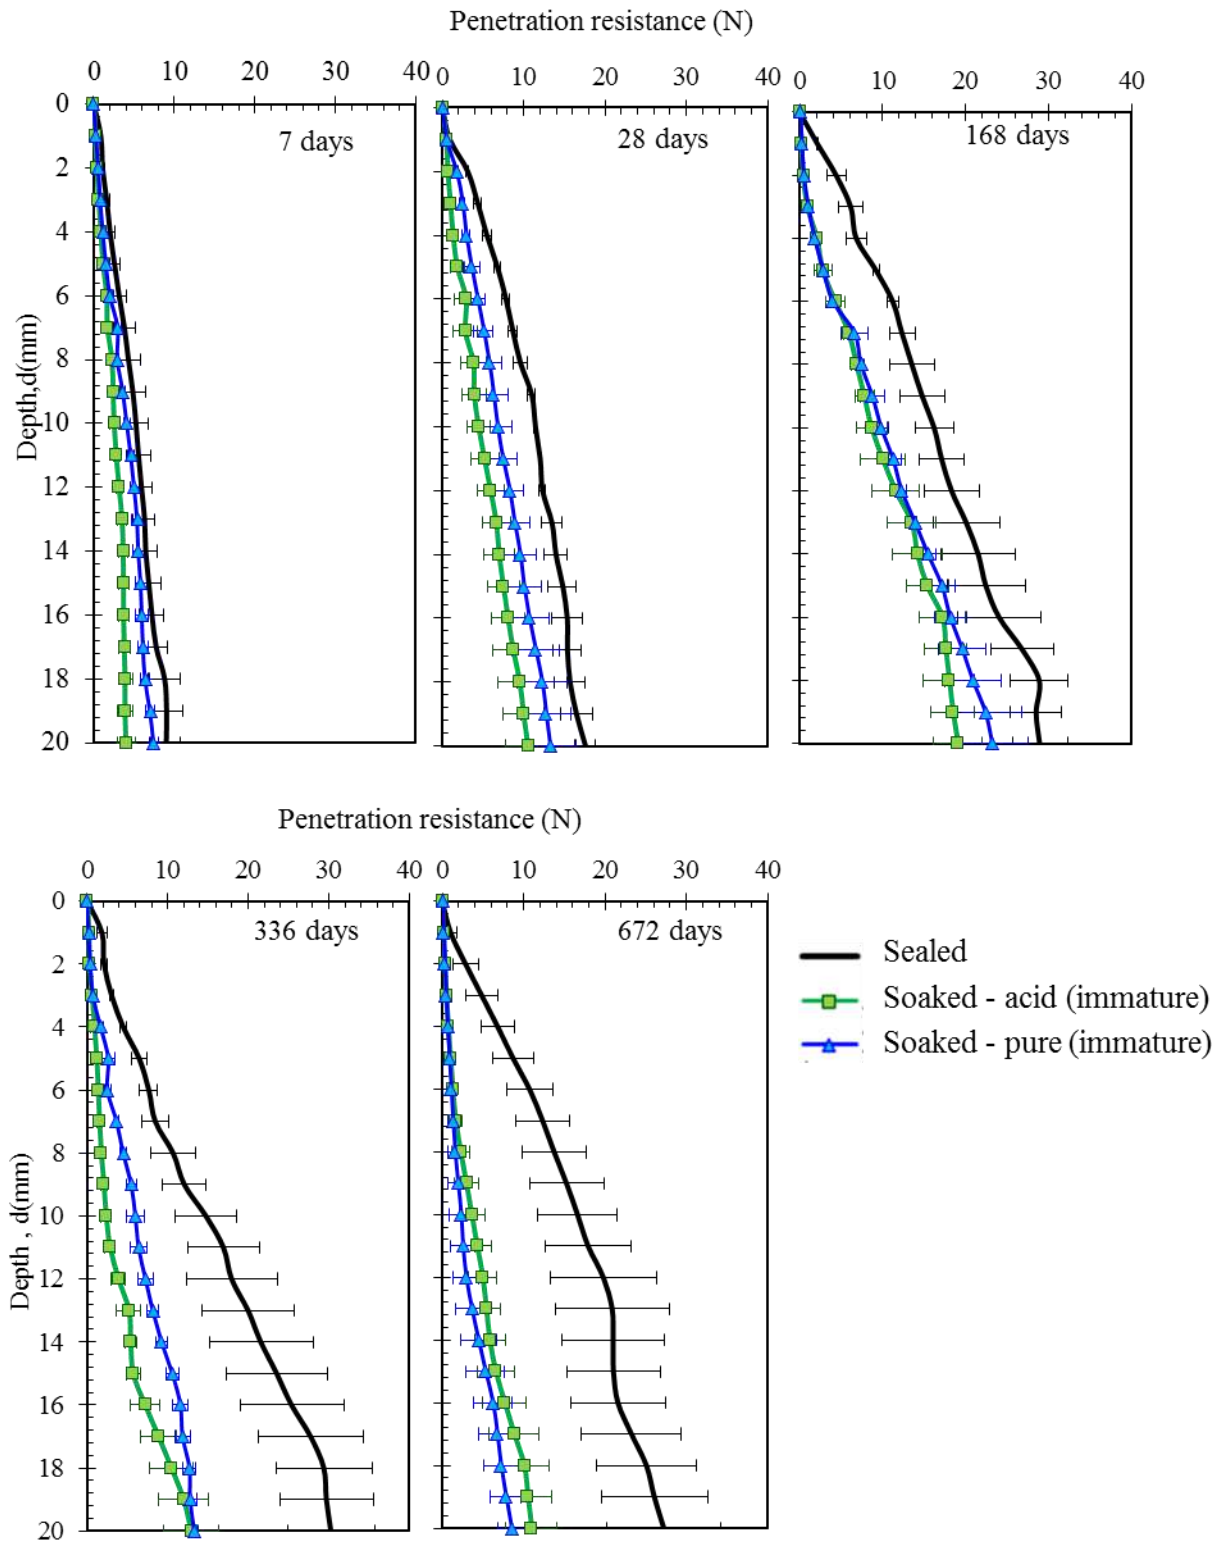 Penetration resistance (N)
0 10 20 30 40 0 10 20 30 40 0 10 20 30 40
7 days 28 days 168 days
0
2
4
6
8
10
12
14
16
18
20
Depth,d(mm)
Penetration resistance (N)
0 10 20 30 40 0 10 20 30 40
336 days 672 days
0
2
4
6
8
10
12
14
16
18
20
Depth , d(mm)
Sealed
Soaked - acid (immature)
Soaked - pure (immature)